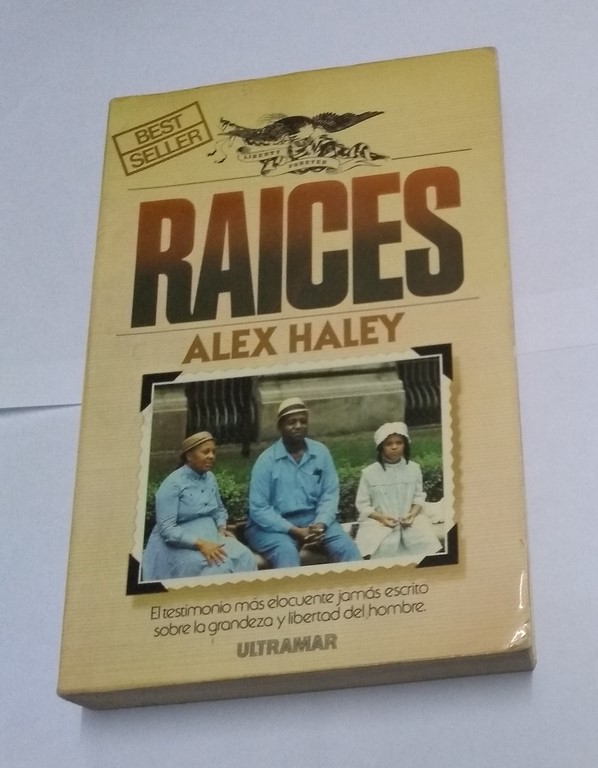 BEST
SELLER
LIBERTY
FOREVER
RAICES
ALEX HALEY
El testimonio más elocuente jamás escrito
sobre la grandeza y libertad del hombre.
ULTRAMAR